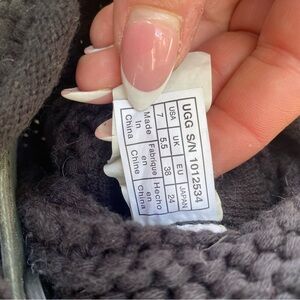 UGG S/N 1012534
USA UK EU JAPAN
7 5.5 38 24
Made Fabriqué Hecho
In en en
China Chine China